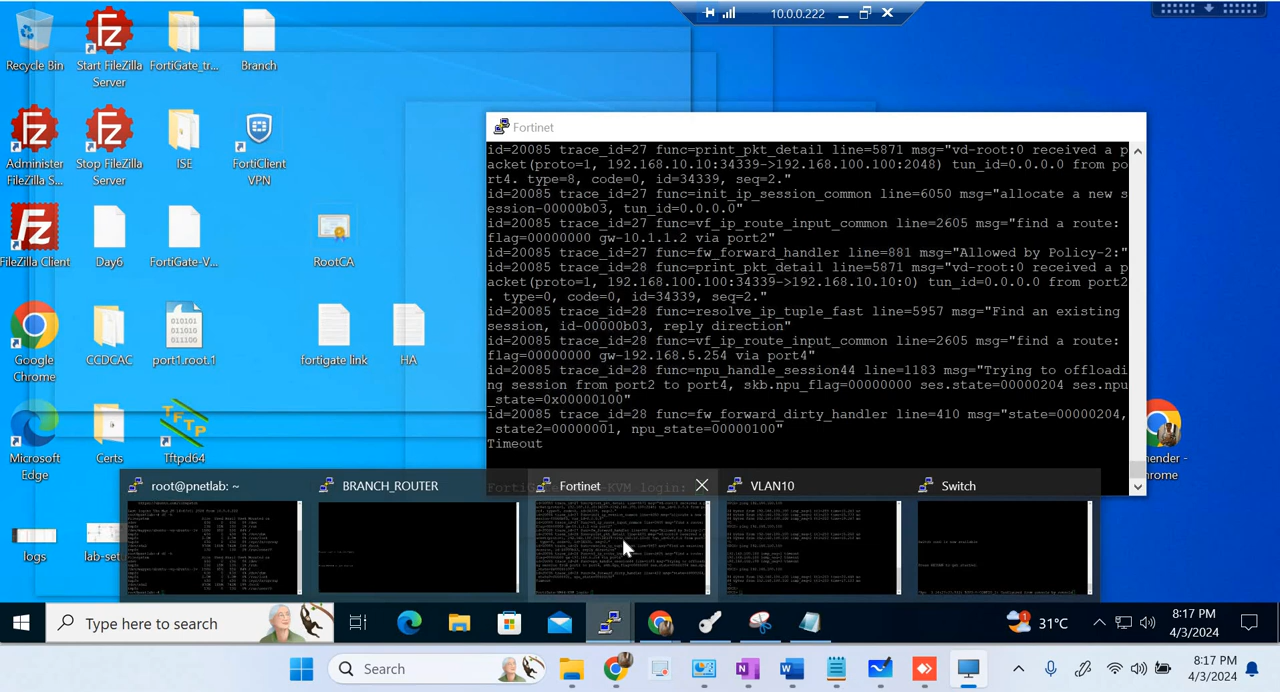 10.0.0.222
Recycle Bin
Start FileZilla
Server
FortiGate_tr...
Branch
Administer
FileZilla S...
Stop FileZilla
Server
ISE
FortiClient
VPN
FileZilla Client
Day6
FortiGate-V...
RootCA
Google
Chrome
CCDCAC
port1.root.1
fortigate link
HA
Microsoft
Edge
Certs
Tftpd64
logs
lab-setu
Fortinet
id=20085 trace_id=27 func=print_pkt_detail line=5871 msg="vd-root:0 received a p
acket(proto=1, 192.168.10.10:34339->192.168.100.100:2048) tun_id=0.0.0.0 from po
rt4. type=8, code=0, id=34339, seq=2."
id=20085 trace_id=27 func=init_ip_session_common line=6050 msg="allocate a new s
ession-00000b03, tun_id=0.0.0.0"
id=20085 trace_id=27 func=vf_ip_route_input_common line=2605 msg="find a route:
flag=00000000 gw-10.1.1.2 via port2"
id=20085 trace_id=27 func=fw_forward_handler line=881 msg="Allowed by Policy-2:"
id=20085 trace_id=28 func=print_pkt_detail line=5871 msg="vd-root:0 received a p
acket(proto=1, 192.168.100.100:34339->192.168.10.10:0) tun_id=0.0.0.0 from port2
. type=0, code=0, id=34339, seq=2."
id=20085 trace_id=28 func=resolve_ip_tuple_fast line=5957 msg="Find an existing
session, id-00000b03, reply direction"
id=20085 trace_id=28 func=vf_ip_route_input_common line=2605 msg="find a route:
flag=00000000 gw-192.168.5.254 via port4"
id=20085 trace_id=28 func=npu_handle_session44 line=1183 msg="Trying to offloadi
ng session from port2 to port4, skb.npu_flag=00000000 ses.state=00000204 ses.npu
_state=0x00000100"
id=20085 trace_id=28 func=fw_forward_dirty_handler line=410 msg="state=00000204,
state2=00000001, npu_state=00000100"
Timeout
-KVM login:
ender -
rome
root@pnetlab: ~
BRANCH_ROUTER
Fortinet
VLAN10
Switch
Type here to search
31°C
8:17 PM
4/3/2024
Search
8:17 PM
4/3/2024